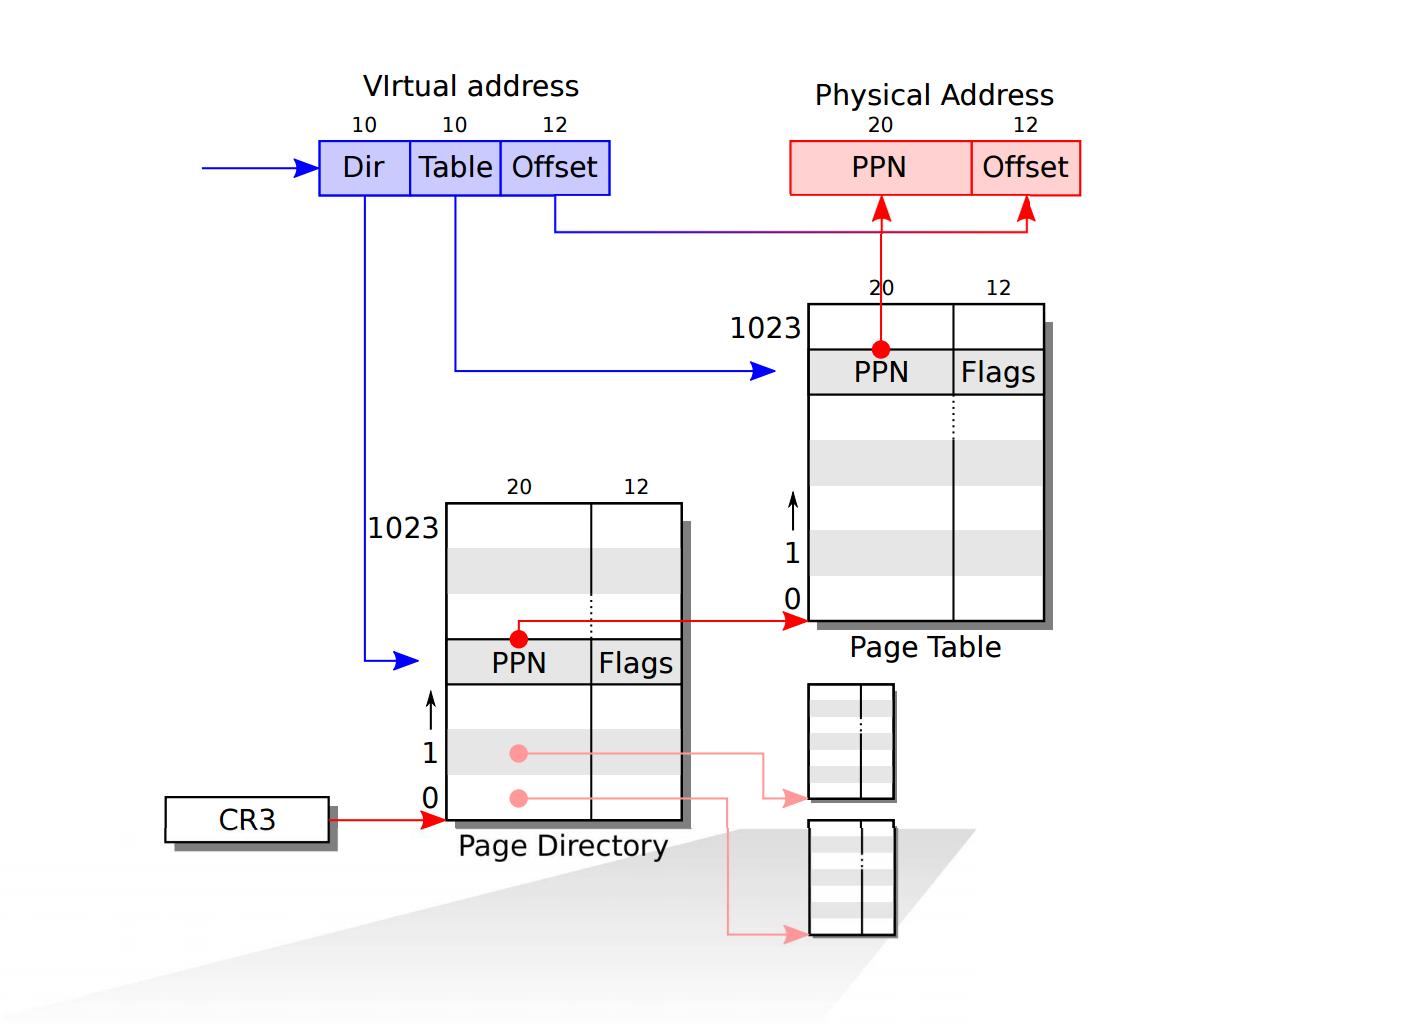 VIrtual address
10 10 12
Dir Table Offset
Physical Address
20 12
PPN Offset
20 12
1023
PPN Flags
1
0
Page Table
20 12
1023
PPN Flags
1
0
Page Directory
CR3